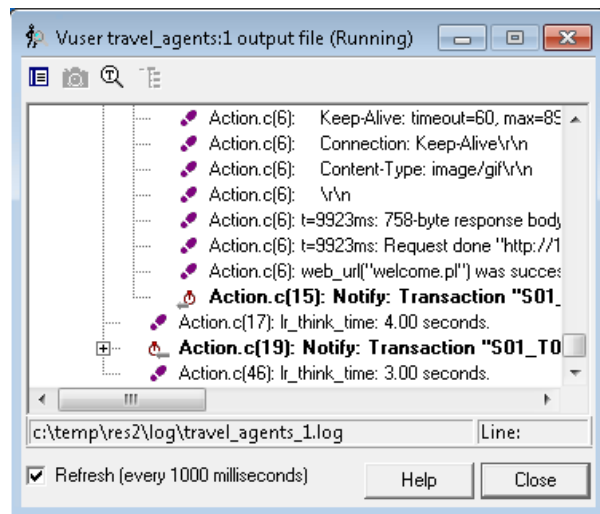 Vuser travel_agents:1 output file (Running)
Action.c(6): Keep-Alive: timeout=60, max=89
Action.c(6): Connection: Keep-Alive\r\n
Action.c(6): Content-Type: image/gif\r\n
Action.c(6): \r\n
Action.c(6): t=9923ms: 758-byte response body
Action.c(6): t=9923ms: Request done "http://1
Action.c(6): web_url("welcome.pl") was succes
Action.c(15): Notify: Transaction "S01_
Action.c(17): lr_think_time: 4.00 seconds.
Action.c(19): Notify: Transaction "S01_T0
Action.c(46): lr_think_time: 3.00 seconds.
c:\temp\res2\log\travel_agents_1.log Line:
Refresh (every 1000 milliseconds) Help Close